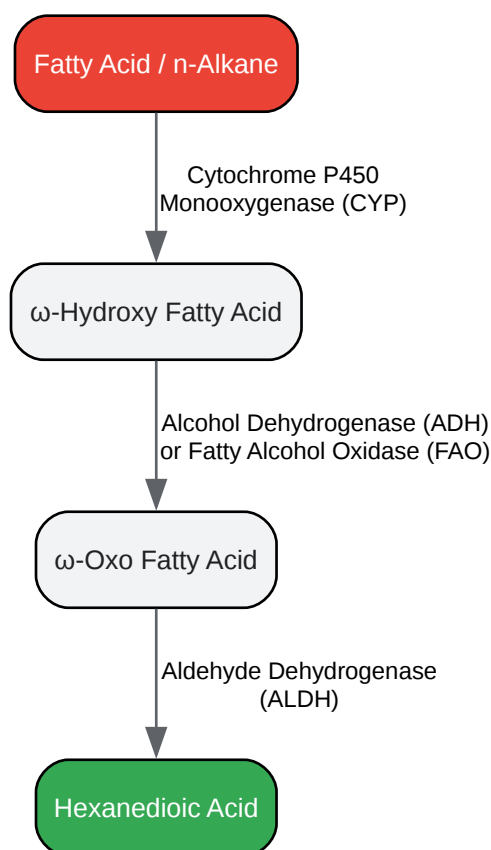 Fatty Acid / n-Alkane
Cytochrome P450
Monooxygenase (CYP)
ω-Hydroxy Fatty Acid
Alcohol Dehydrogenase (ADH)
or Fatty Alcohol Oxidase (FAO)
ω-Oxo Fatty Acid
Aldehyde Dehydrogenase
(ALDH)
Hexanedioic Acid